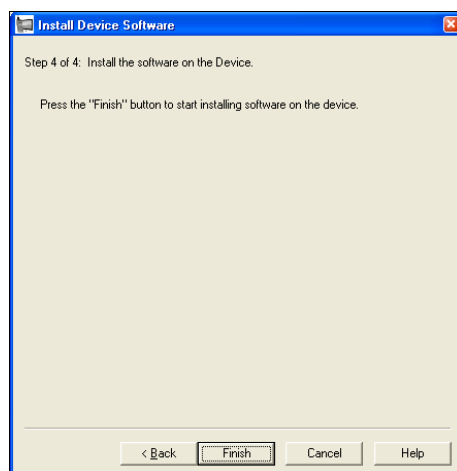 Install Device Software
Step 4 of 4:  Install the software on the Device.
Press the "Finish" button to start installing software on the device.
< Back Finish Cancel Help